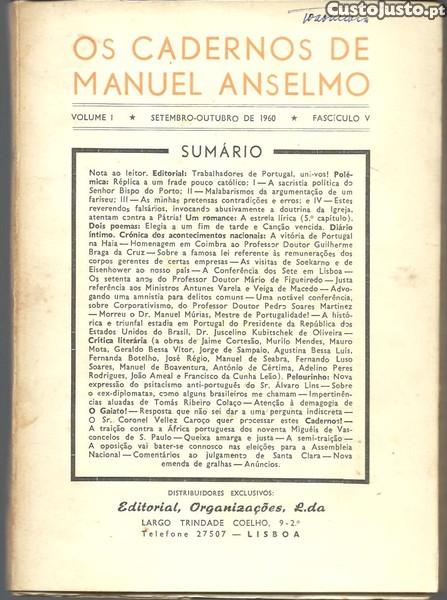 CustoJusto.pt
OS CADERNOS DE
MANUEL ANSELMO
VOLUME I ★ SETEMBRO-OUTUBRO DE 1960 ★ FASCÍCULO V
SUMÁRIO
Nota ao leitor. Editorial: Trabalhadores de Portugal, uni-vos! Polé-
mica: Réplica a um frade pouco católico: I — A sacristia política do
Senhor Bispo do Porto; II — Malabarismos da argumentação de um
fariseu; III — As minhas pretensas contradições e erros; e IV — Estes
reverendos falsários, invocando abusivamente a doutrina da Igreja,
atentam contra a Pátria! Um romance: A estrela lírica (5.º capítulo).
Dois poemas: Elegia a um fim de tarde e Canção vencida. Diário
íntimo. Crónica dos acontecimentos nacionais: A vitória de Portugal
na Haia — Homenagem em Coimbra ao Professor Doutor Guilherme
Braga da Cruz — Sobre a famosa lei referente às remunerações dos
corpos gerentes de certas empresas — As visitas de Soekarno e de
Eisenhower ao nosso país — A Conferência dos Sete em Lisboa —
Os setenta anos do Professor Doutor Mário de Figueiredo — Justa
referência aos Ministros Antunes Varela e Veiga de Macedo — Advo-
gando uma amnistia para delitos comuns — Uma notável conferência,
sobre Corporativismo, do Professor Doutor Pedro Soares Martinez
— Morreu o Dr. Manuel Múrias, Mestre de Portugalidade! — A histó-
rica e triunfal estadia em Portugal do Presidente da República dos
Estados Unidos do Brasil, Dr. Juscelino Kubitschek de Oliveira —
Crítica literária (a obras de Jaime Cortesão, Murilo Mendes, Mauro
Mota, Geraldo Bessa Vítor, Jorge de Sampaio, Agustina Bessa Luís,
Fernanda Botelho, José Régio, Manuel de Seabra, Fernando Luso
Soares, Manuel de Boaventura, António de Cértima, Adelino Peres
Rodrigues, João Ameal e Francisco da Cunha Leão). Pelourinho: Nova
expressão do psitacismo anti-português do Sr. Álvaro Lins — Sobre
o «ex-diplomata», como alguns brasileiros me chamam — Impertinên-
cias aluadas de Tomás Ribeiro Colaço — Atenção à demagogia de
O Gaiato! — Resposta que não sei dar a uma pergunta indiscreta —
O Sr. Coronel Vellez Caroço quer processar estes Cadernos! —
A traição contra a África portuguesa dos noveta Miguéis de Vas-
concelos de S. Paulo — Queixa amarga e justa — A semi-traição —
A oposição vai bater-se connosco nas eleições para a Assembleia
Nacional — Comentários ao julgamento de Santa Clara — Nova
emenda de gralhas — Anúncios.
DISTRIBUIDORES EXCLUSIVOS:
Editorial, Organizações, L.da
LARGO TRINDADE COELHO, 9-2.º
Telefone 27507 — LISBOA